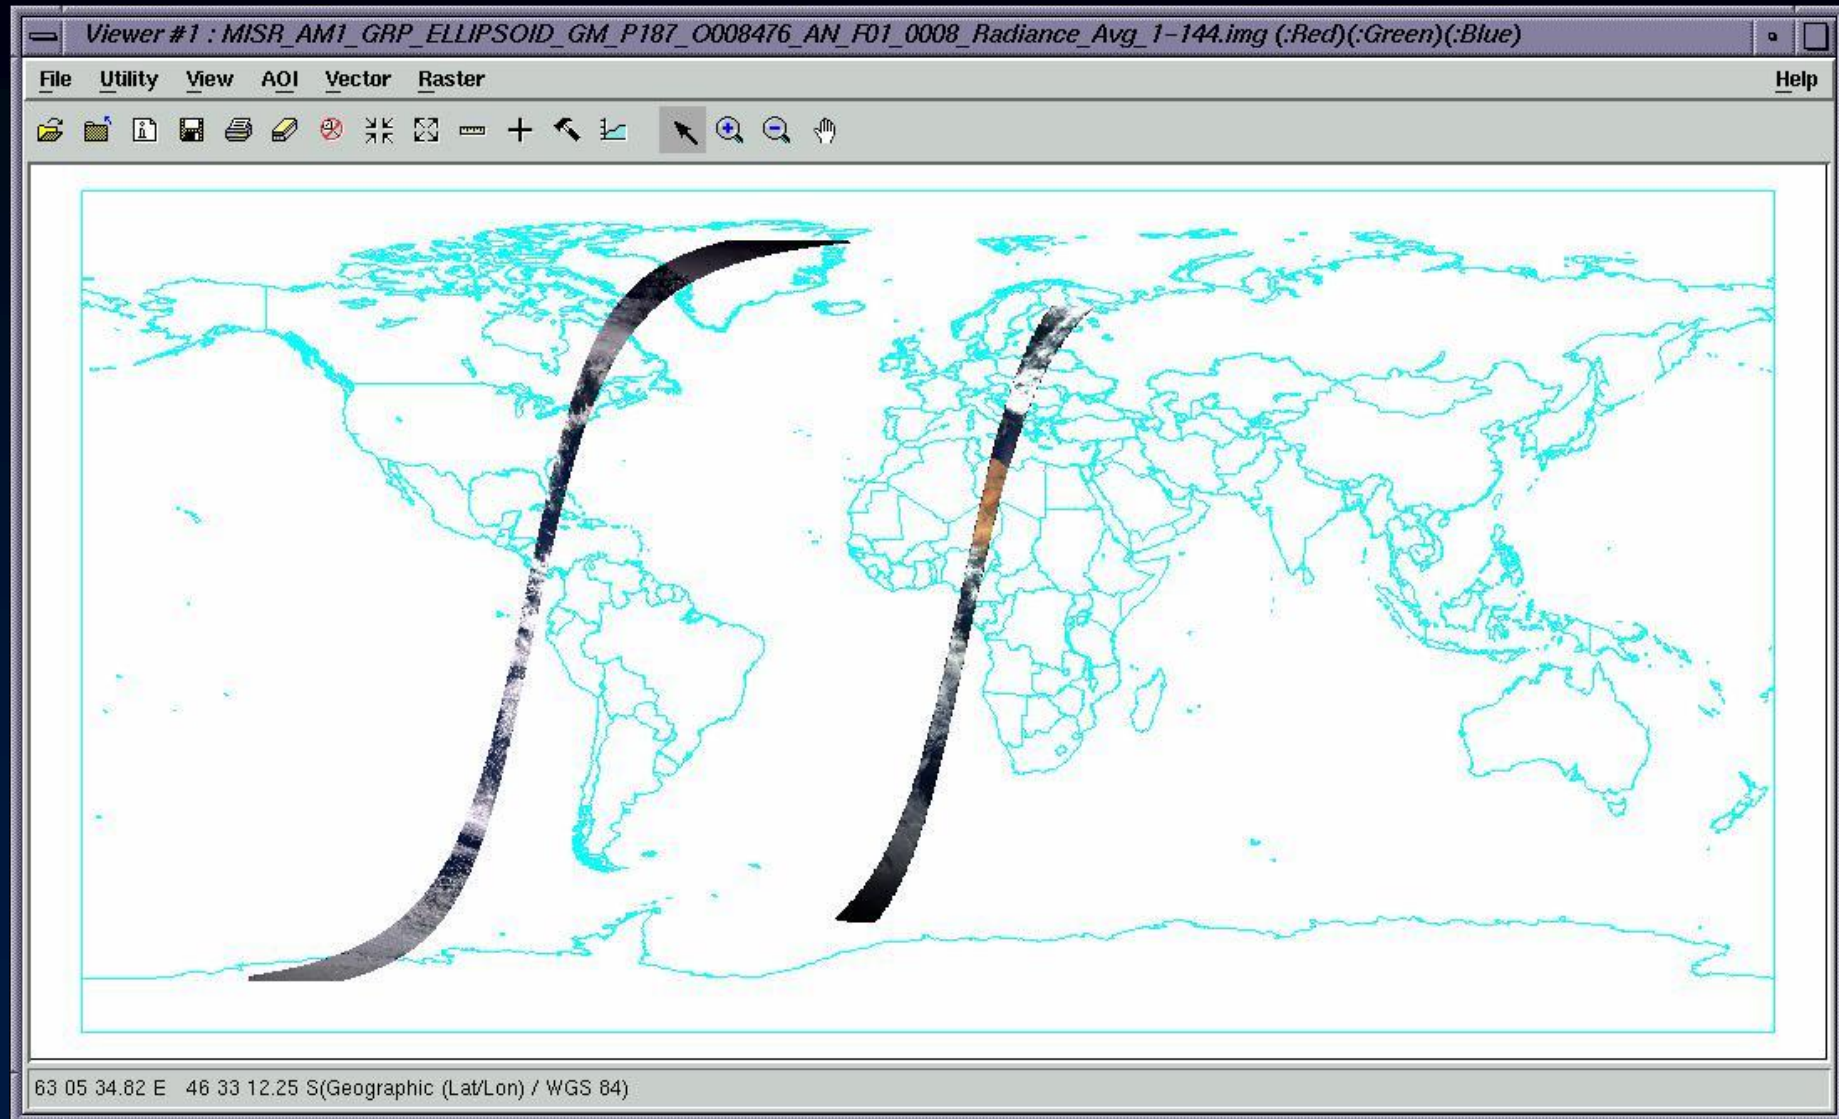 Viewer #1 : MISR_AM1_GRP_ELLIPSOID_GM_P187_O008476_AN_F01_0008_Radiance_Avg_1-144.img (:Red)(:Green)(:Blue)
File Utility View AOI Vector Raster Help
63 05 34.82 E 46 33 12.25 S(Geographic (Lat/Lon) / WGS 84)